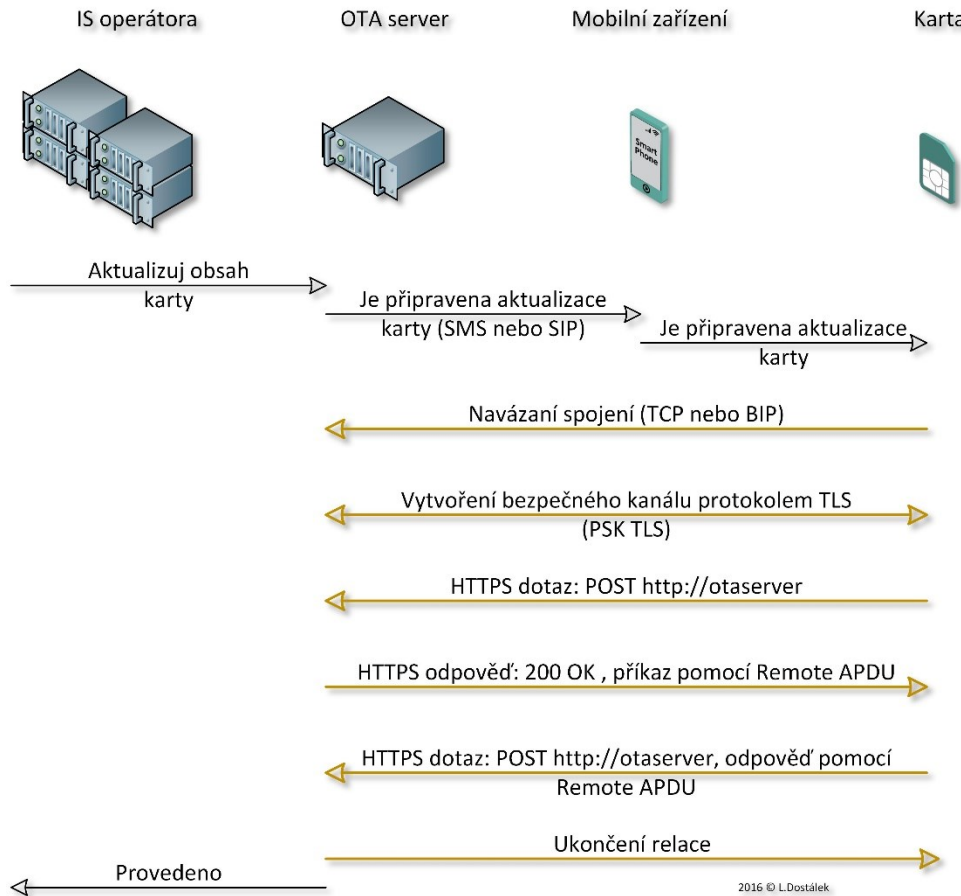 IS operátora
OTA server
Mobilní zařízení
Karta
Smart
Phone
Aktualizuj obsah
karty
Je připravena aktualizace
karty (SMS nebo SIP)
Je připravena aktualizace
karty
Navázaní spojení (TCP nebo BIP)
Vytvoření bezpečného kanálu protokolem TLS
(PSK TLS)
HTTPS dotaz: POST http://otaserver
HTTPS odpověď: 200 OK , příkaz pomocí Remote APDU
HTTPS dotaz: POST http://otaserver, odpověď pomocí
Remote APDU
Ukončení relace
Provedeno
2016 © L.Dostálek